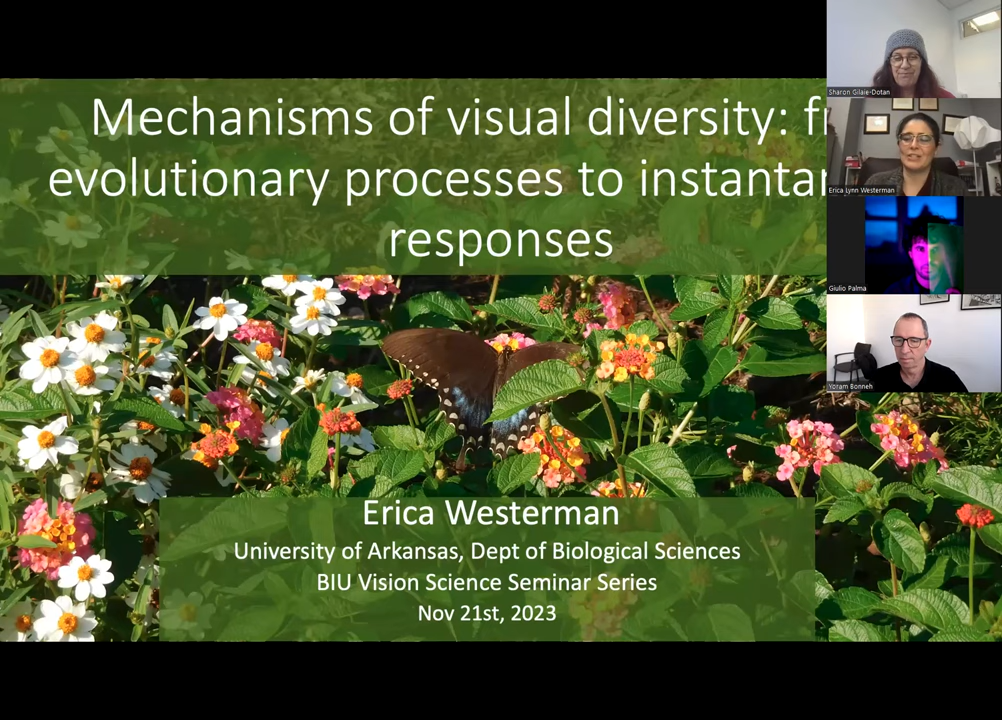 Mechanisms of visual diversity: fr
evolutionary processes to instantan
responses
Erica Westerman
University of Arkansas, Dept of Biological Sciences
BIU Vision Science Seminar Series
Nov 21st, 2023
Sharon Gilaie-Dotan
Erica Lynn Westerman
Giulio Palma
Yoram Bonneh